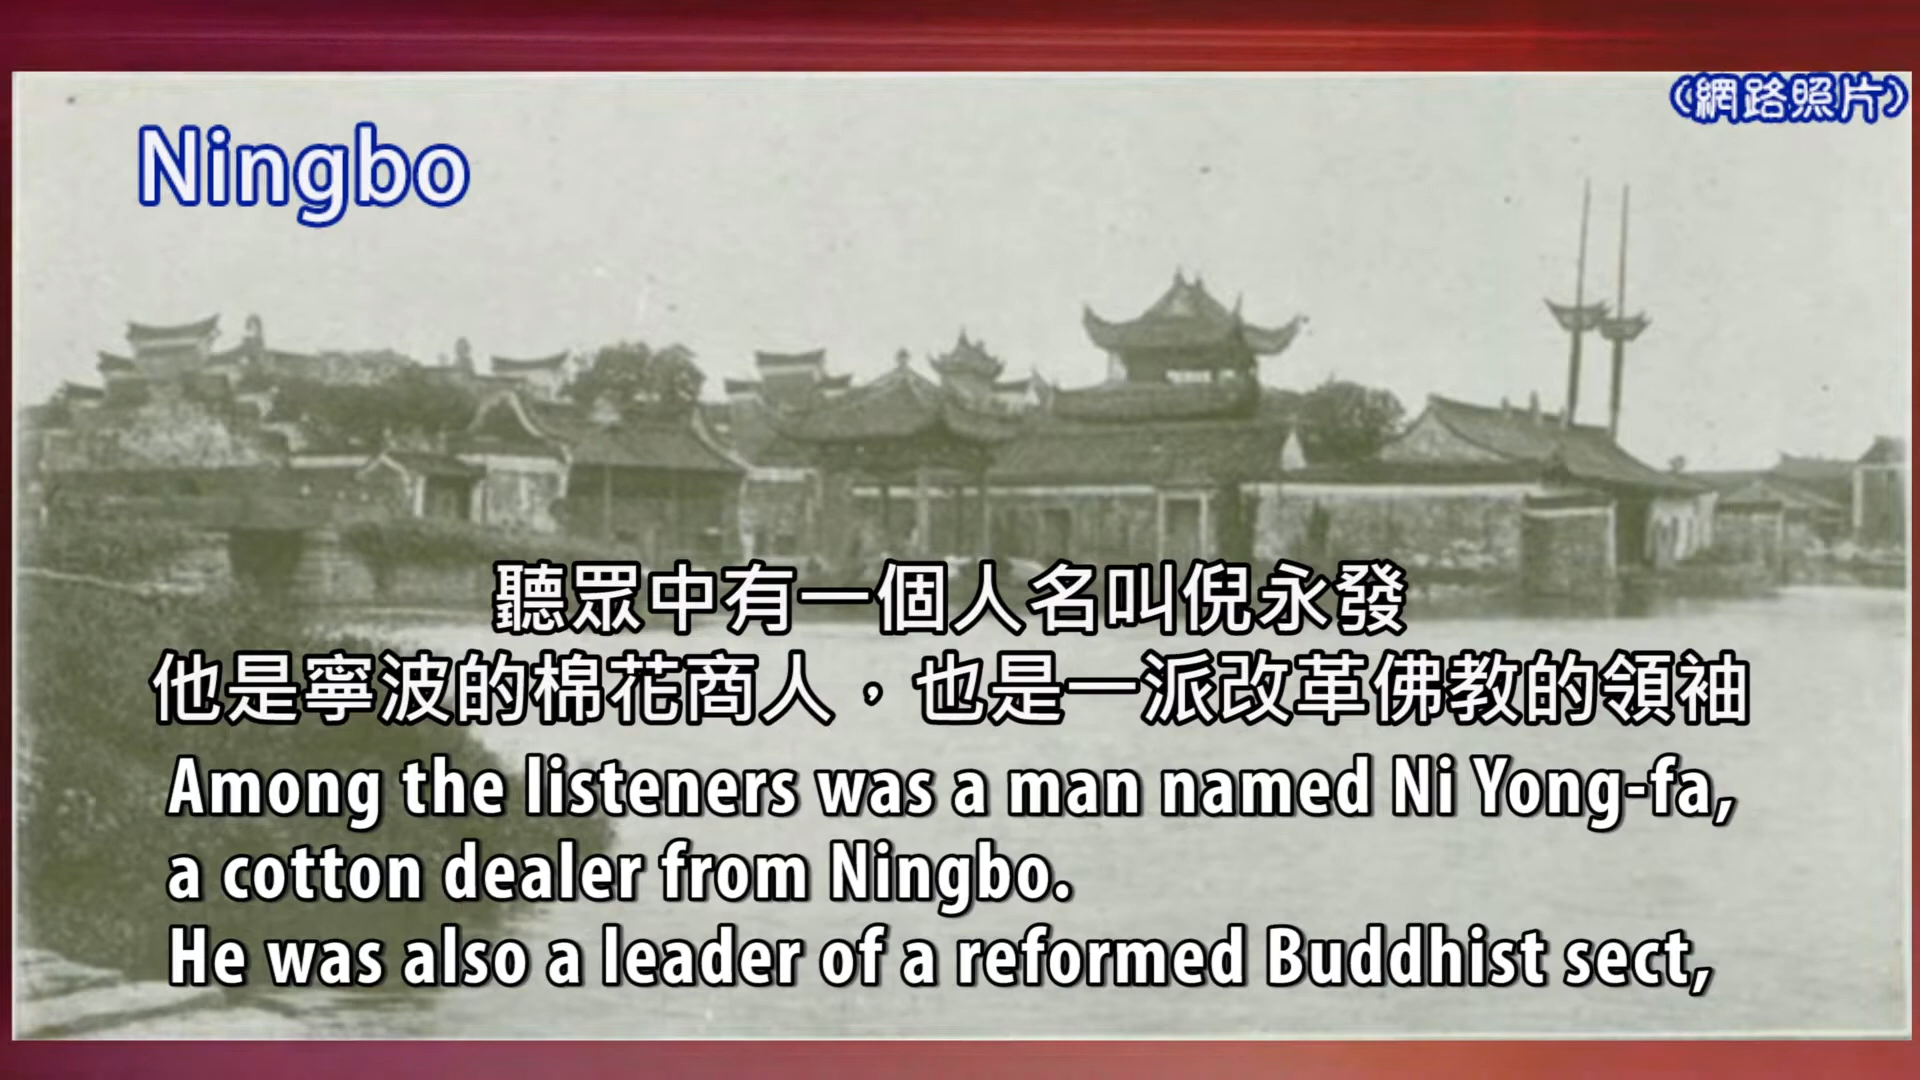 (網路照片)
Ningbo
聽眾中有一個人名叫倪永發
他是寧波的棉花商人，也是一派改革佛教的領袖
Among the listeners was a man named Ni Yong-fa,
a cotton dealer from Ningbo.
He was also a leader of a reformed Buddhist sect,